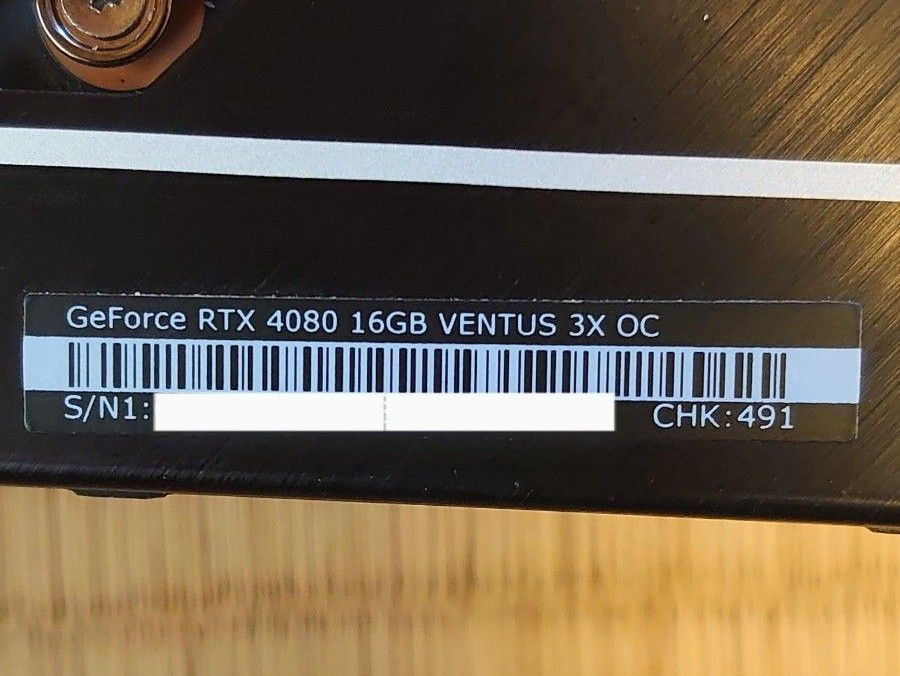 GeForce RTX 4080 16GB VENTUS 3X OC
S/N1: CHK:491